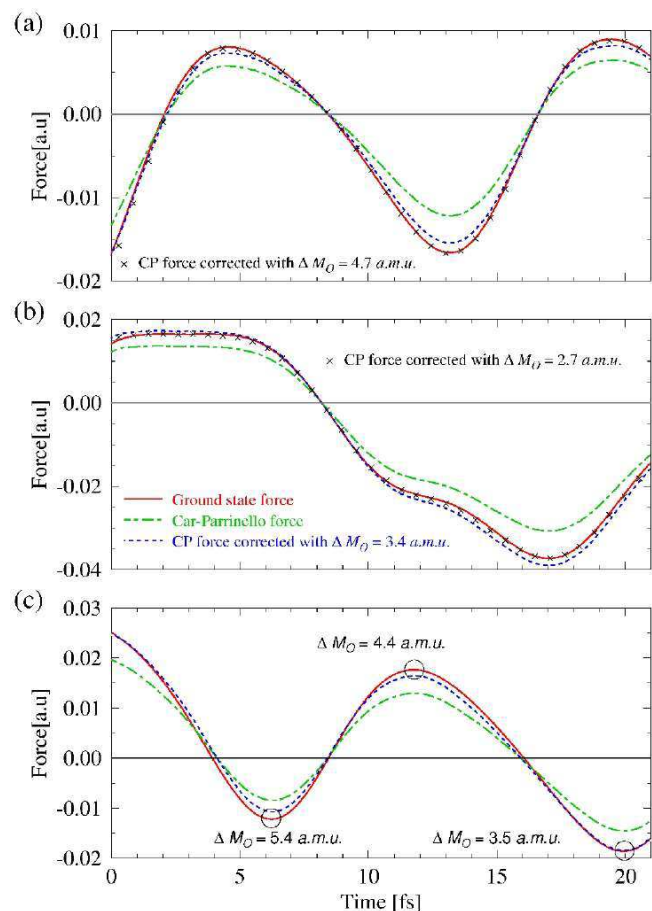 (a)
0.01
0.00
-0.01
-0.02
Force[a.u]
× CP force corrected with Δ M_O = 4.7 a.m.u.
(b)
0.02
0.00
-0.02
-0.04
Force[a.u]
× CP force corrected with Δ M_O = 2.7 a.m.u.
Ground state force
Car-Parrinello force
CP force corrected with Δ M_O = 3.4 a.m.u.
(c)
0.03
0.02
0.01
0.00
-0.01
-0.02
Force[a.u]
Δ M_O = 4.4 a.m.u.
Δ M_O = 5.4 a.m.u.
Δ M_O = 3.5 a.m.u.
0 5 10 15 20
Time [fs]